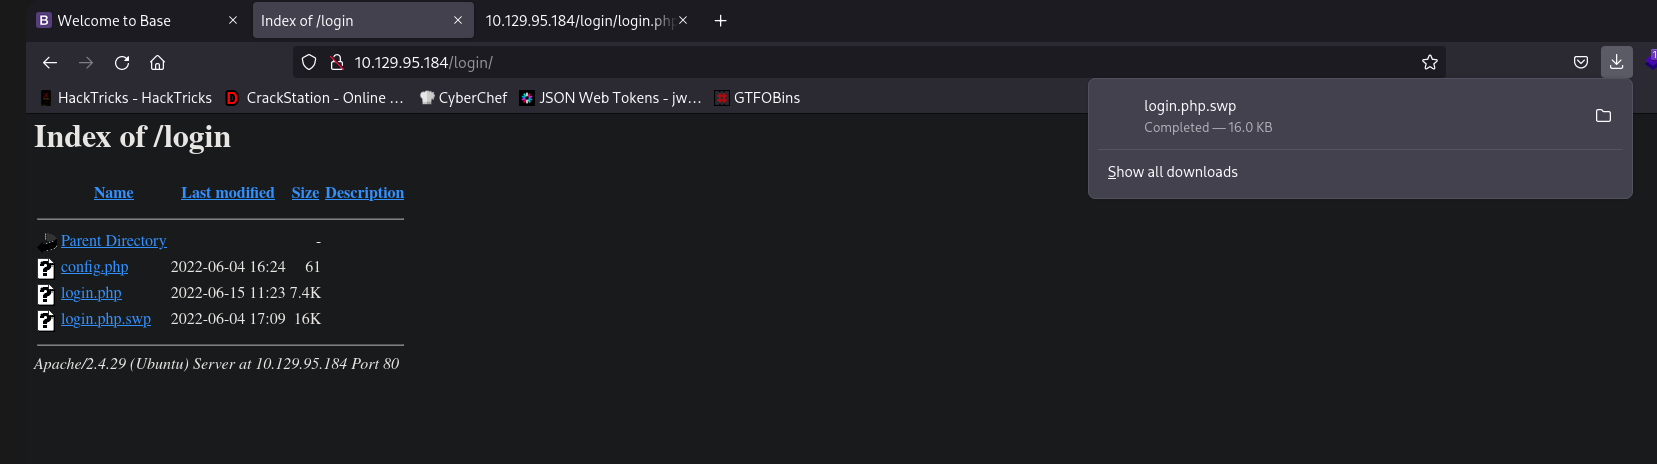 B Welcome to Base × Index of /login × 10.129.95.184/login/login.php × +
10.129.95.184/login/
HackTricks - HackTricks D CrackStation - Online ... CyberChef JSON Web Tokens - jw... GTFOBins
login.php.swp
Completed — 16.0 KB
Show all downloads
Index of /login
Name Last modified Size Description
Parent Directory -
? config.php 2022-06-04 16:24 61
? login.php 2022-06-15 11:23 7.4K
? login.php.swp 2022-06-04 17:09 16K
Apache/2.4.29 (Ubuntu) Server at 10.129.95.184 Port 80